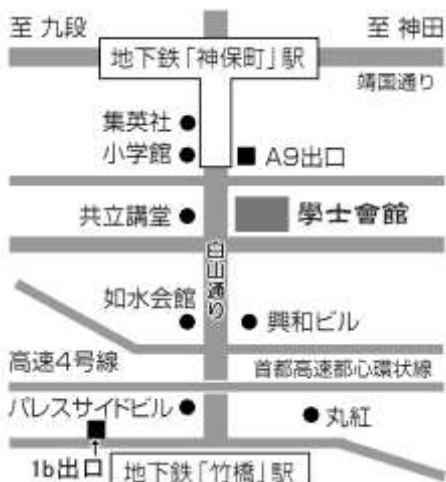 至 九段
至 神田
地下鉄「神保町」駅
靖国通り
集英社
小学館
A9出口
共立講堂
學士會館
白山通り
如水会館
興和ビル
高速4号線
首都高速都心環状線
パレスサイドビル
丸紅
1b出口
地下鉄「竹橋」駅